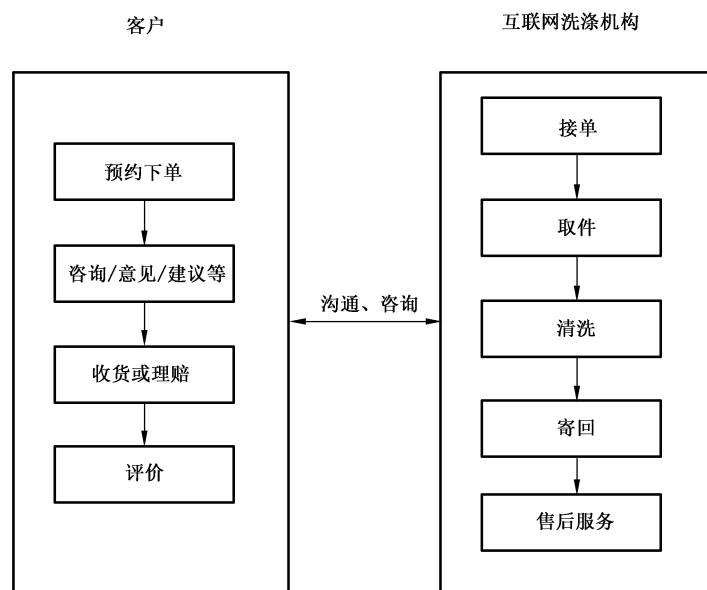 客户
互联网洗涤机构
预约下单
咨询/意见/建议等
收货或理赔
评价
沟通、咨询
接单
取件
清洗
寄回
售后服务